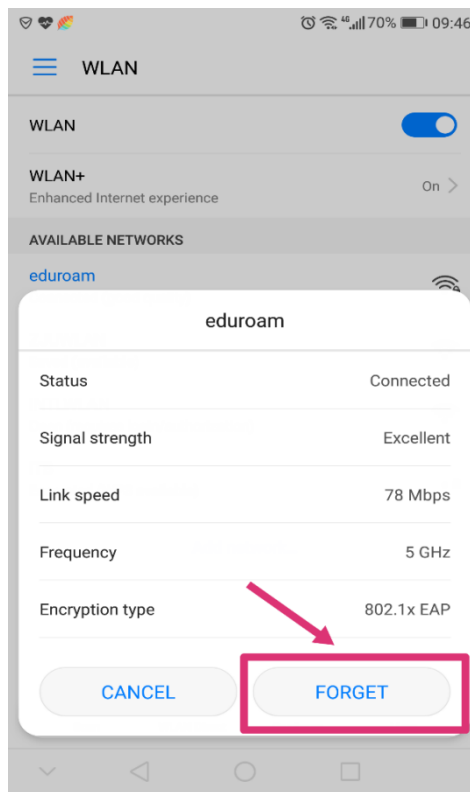 4G 70% 09:46
WLAN
WLAN
WLAN+
Enhanced Internet experience
On
AVAILABLE NETWORKS
eduroam
eduroam
Status Connected
Signal strength Excellent
Link speed 78 Mbps
Frequency 5 GHz
Encryption type 802.1x EAP
CANCEL FORGET